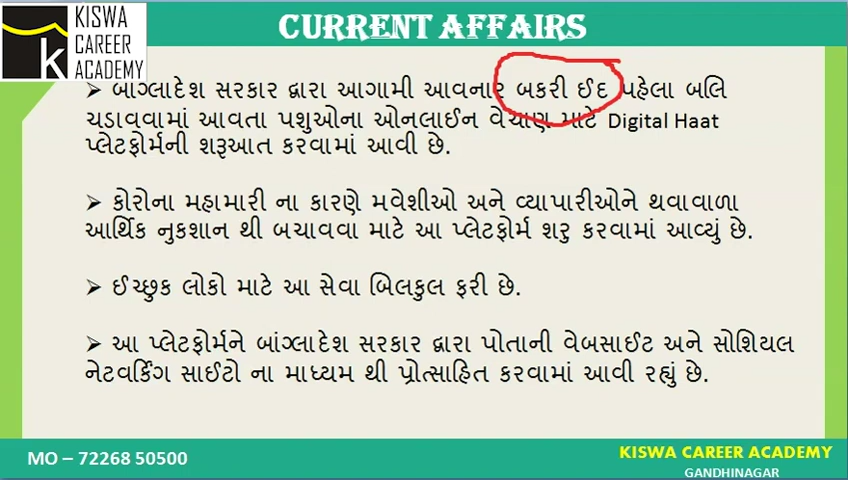 KISWA
CAREER
ACADEMY
k
CURRENT AFFAIRS
➢ બાંગ્લાદેશ સરકાર દ્વારા આગામી આવનાર બકરી ઈદ પહેલા બલિ
ચડાવવામાં આવતા પશુઓના ઓનલાઈન વેચાણ માટે Digital Haat
પ્લેટફોર્મની શરૂઆત કરવામાં આવી છે.
➢ કોરોના મહામારી ના કારણે મવેશીઓ અને વ્યાપારીઓને થવાવાળા
આર્થિક નુકશાન થી બચાવવા માટે આ પ્લેટફોર્મ શરુ કરવામાં આવ્યું છે.
➢ ઈચ્છુક લોકો માટે આ સેવા બિલકુલ ફરી છે.
➢ આ પ્લેટફોર્મને બાંગ્લાદેશ સરકાર દ્વારા પોતાની વેબસાઈટ અને સોશિયલ
નેટવર્કિંગ સાઈટો ના માધ્યમ થી પ્રોત્સાહિત કરવામાં આવી રહ્યું છે.
MO – 72268 50500
KISWA CAREER ACADEMY
GANDHINAGAR